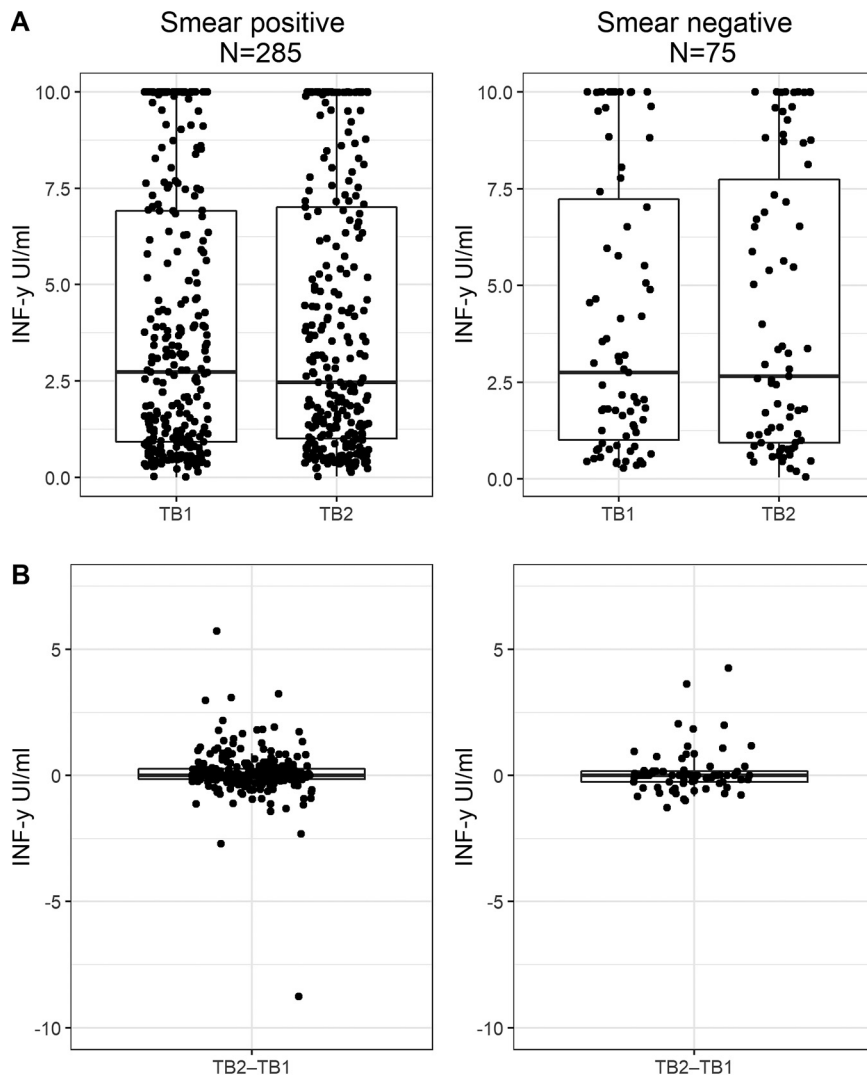 A
Smear positive
N=285
Smear negative
N=75
INF-y UI/ml
10.0
7.5
5.0
2.5
0.0
TB1
TB2
INF-y UI/ml
10.0
7.5
5.0
2.5
0.0
TB1
TB2
B
INF-y UI/ml
5
0
-5
-10
TB2–TB1
INF-y UI/ml
5
0
-5
-10
TB2–TB1